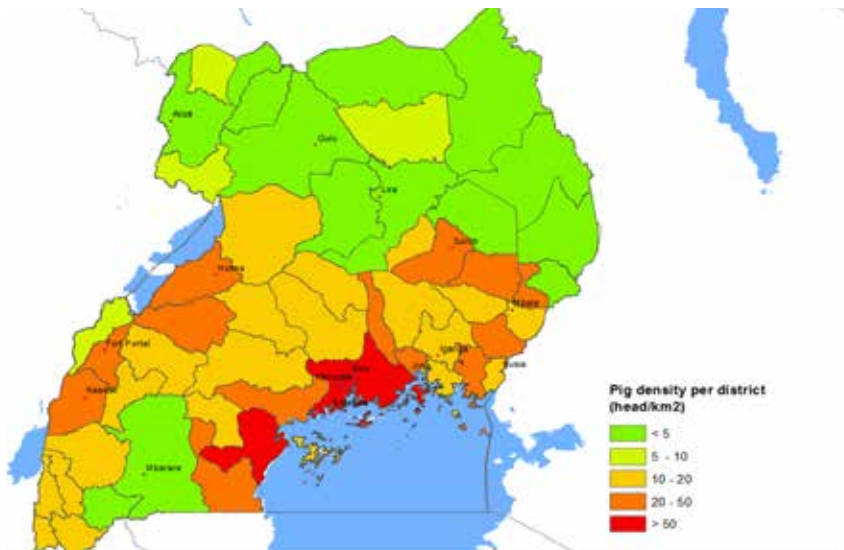 Arua
Gulu
Lira
Soroti
Hoima
Mbale
Fort Portal
Iganga
Busia
Kasese
Mbarara
Pig density per district
(head/km2)
< 5
5 - 10
10 - 20
20 - 50
> 50